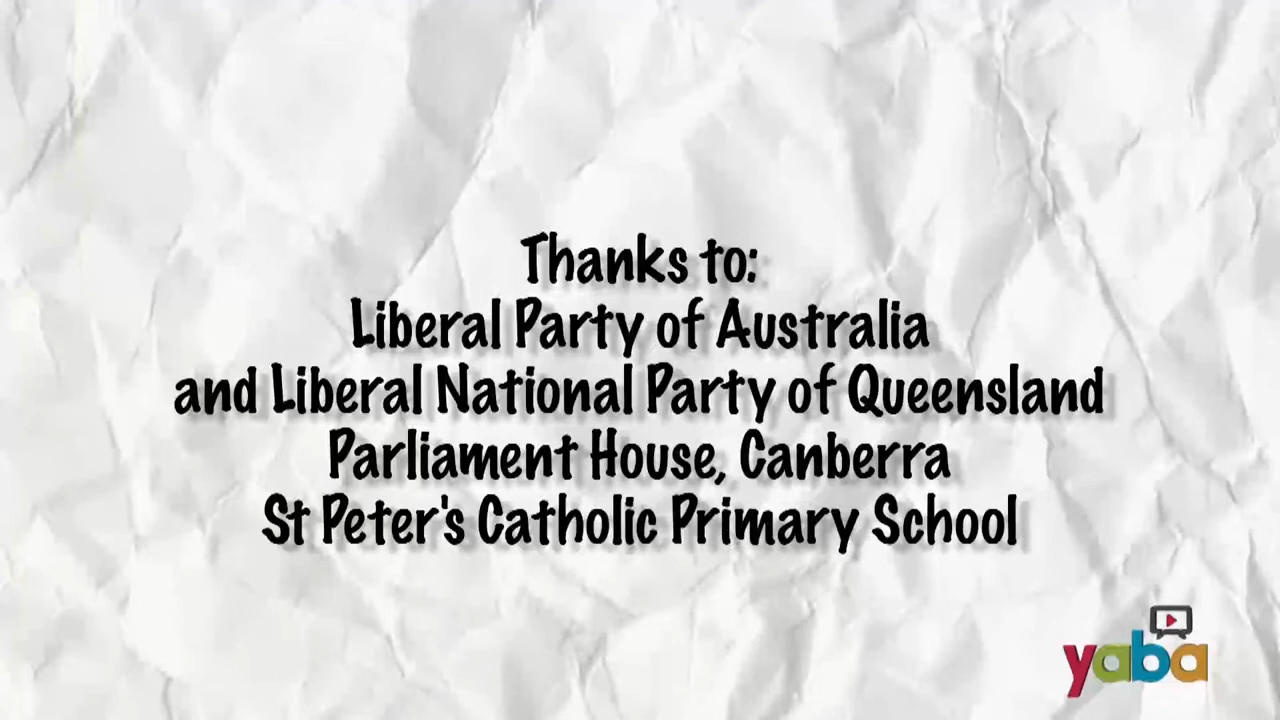 Thanks to:
Liberal Party of Australia
and Liberal National Party of Queensland
Parliament House, Canberra
St Peter's Catholic Primary School
yaba